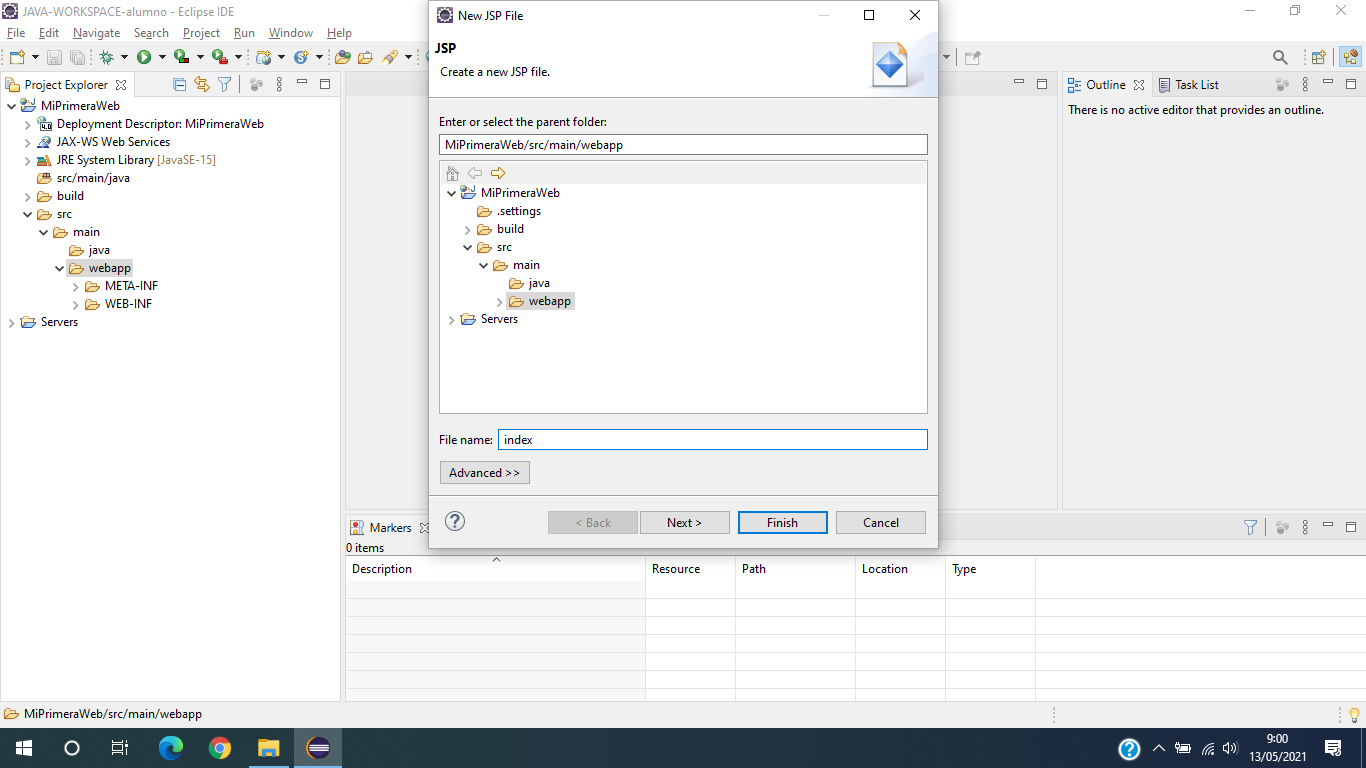 JAVA-WORKSPACE-alumno - Eclipse IDE
File Edit Navigate Search Project Run Window Help
Project Explorer
MiPrimeraWeb
Deployment Descriptor: MiPrimeraWeb
JAX-WS Web Services
JRE System Library [JavaSE-15]
src/main/java
build
src
main
java
webapp
META-INF
WEB-INF
Servers
New JSP File
JSP
Create a new JSP file.
Enter or select the parent folder:
MiPrimeraWeb/src/main/webapp
MiPrimeraWeb
.settings
build
src
main
java
webapp
Servers
File name: index
Advanced >>
< Back Next > Finish Cancel
Outline Task List
There is no active editor that provides an outline.
Markers
0 items
Description Resource Path Location Type
MiPrimeraWeb/src/main/webapp
9:00
13/05/2021